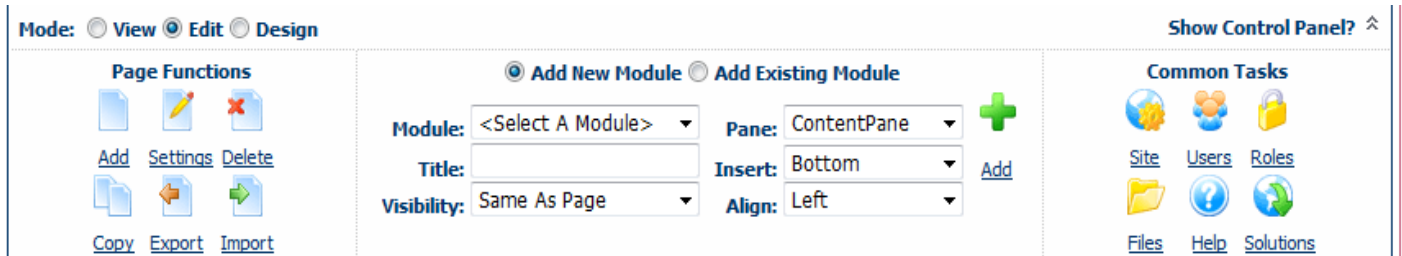 Mode: View Edit Design
Show Control Panel?
Page Functions
Add Settings Delete
Copy Export Import
Add New Module Add Existing Module
Module: <Select A Module> Pane: ContentPane
Title: Insert: Bottom Add
Visibility: Same As Page Align: Left
Common Tasks
Site Users Roles
Files Help Solutions